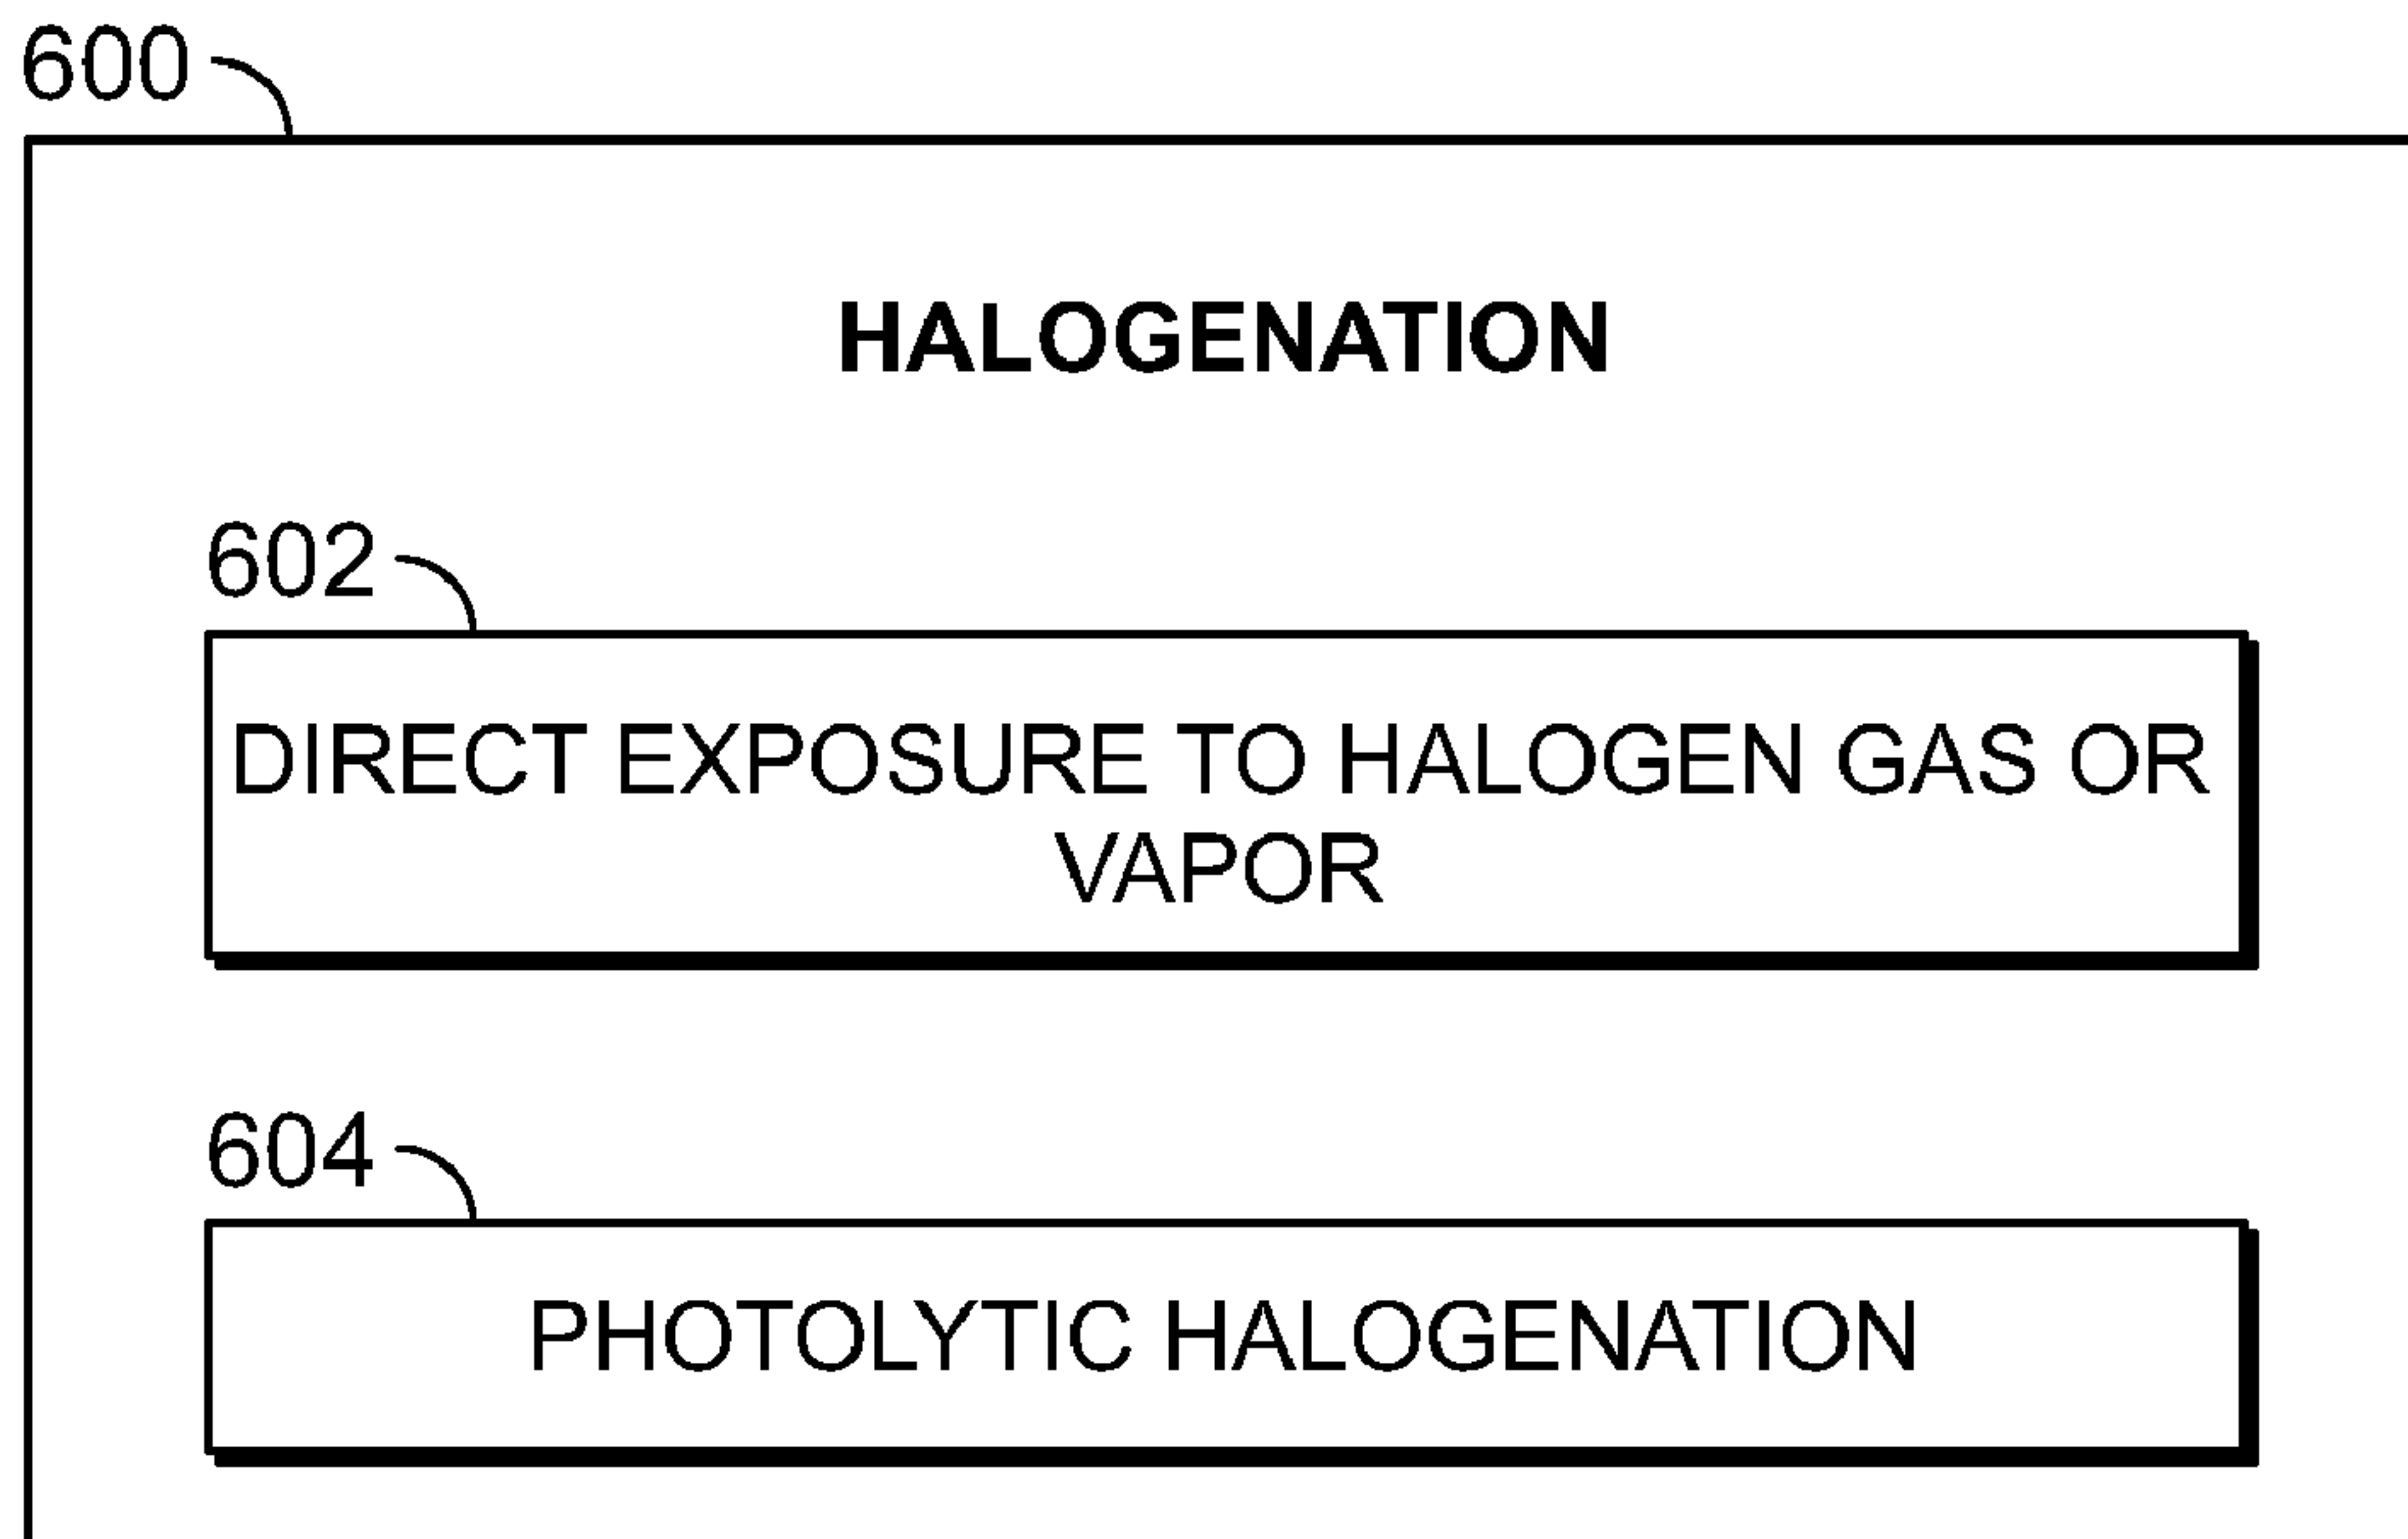 600
HALOGENATION
602
DIRECT EXPOSURE TO HALOGEN GAS OR
VAPOR
604
PHOTOLYTIC HALOGENATION